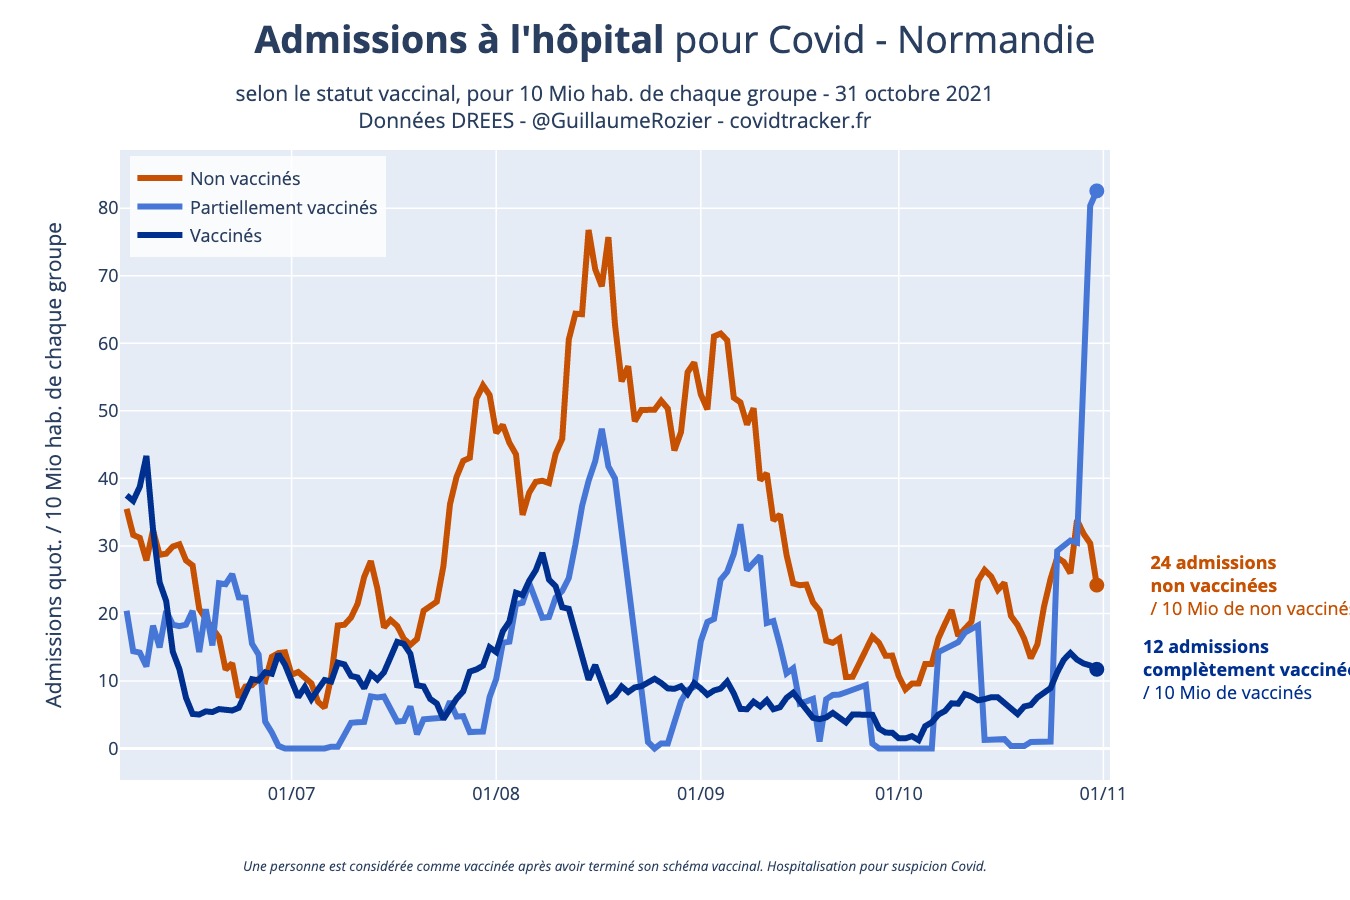 Admissions à l'hôpital pour Covid - Normandie
selon le statut vaccinal, pour 10 Mio hab. de chaque groupe - 31 octobre 2021
Données DREES - @GuillaumeRozier - covidtracker.fr
Non vaccinés
Partiellement vaccinés
Vaccinés
Admissions quot. / 10 Mio hab. de chaque groupe
80
70
60
50
40
30
20
10
0
01/07
01/08
01/09
01/10
01/11
24 admissions
non vaccinées
/ 10 Mio de non vaccinés
12 admissions
complètement vacciné
/ 10 Mio de vaccinés
Une personne est considérée comme vaccinée après avoir terminé son schéma vaccinal. Hospitalisation pour suspicion Covid.